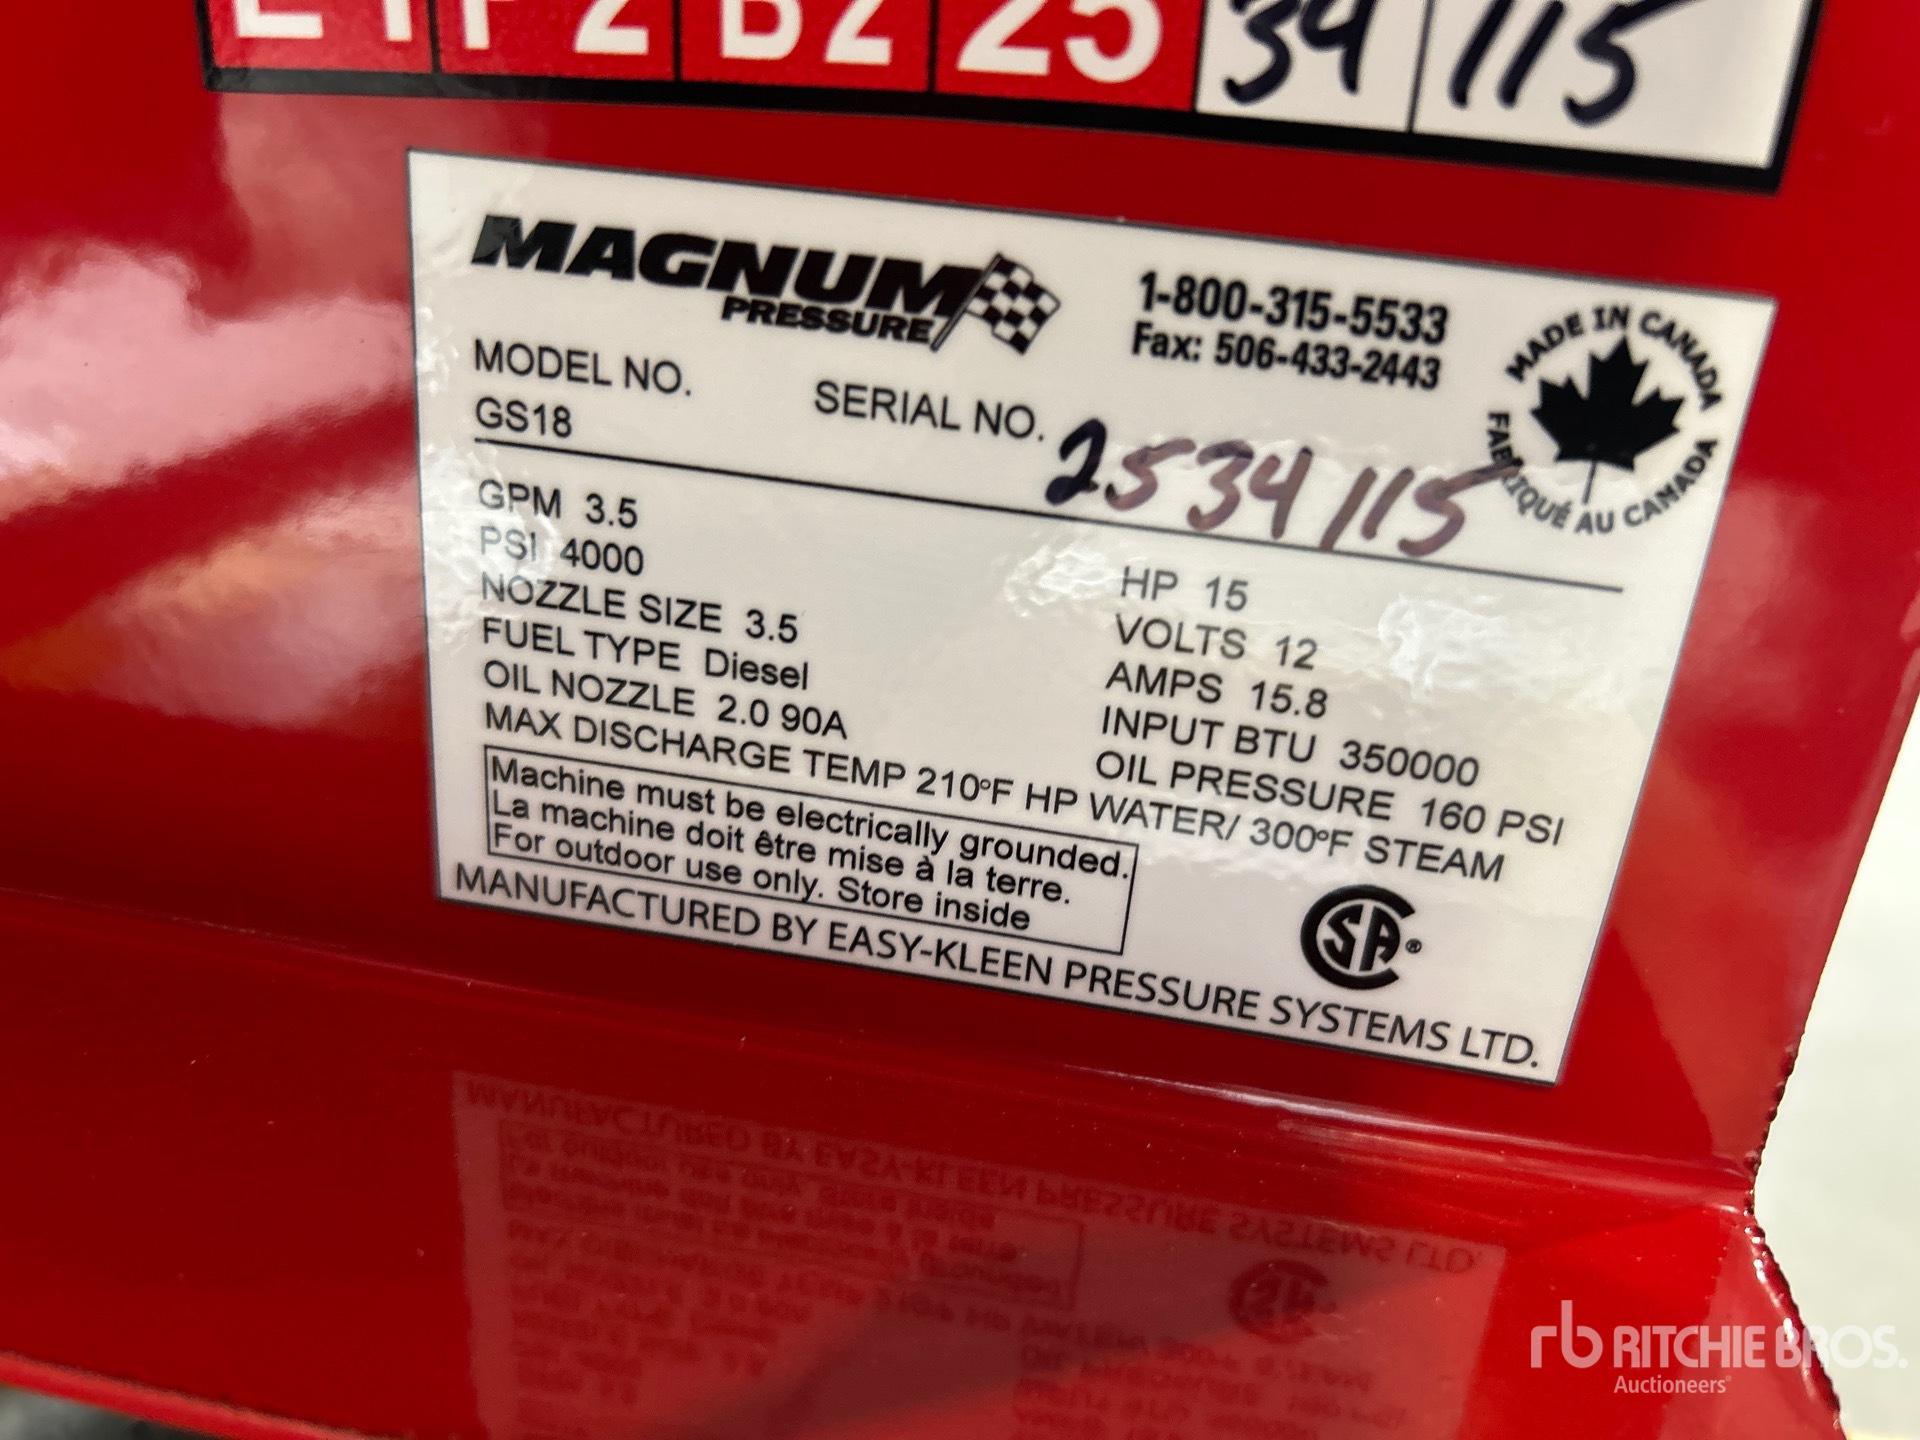 BZ 25 34 115
MAGNUM
PRESSURE
1-800-315-5533
Fax: 506-433-2443
MADE IN CANADA
FABRIQUÉ AU CANADA
MODEL NO.
GS18
SERIAL NO. 2534115
GPM 3.5
PSI 4000
NOZZLE SIZE 3.5
FUEL TYPE Diesel
OIL NOZZLE 2.0 90A
HP 15
VOLTS 12
AMPS 15.8
INPUT BTU 350000
OIL PRESSURE 160 PSI
MAX DISCHARGE TEMP 210°F HP WATER/ 300°F STEAM
Machine must be electrically grounded.
La machine doit être mise à la terre.
For outdoor use only. Store inside
CSA®
MANUFACTURED BY EASY-KLEEN PRESSURE SYSTEMS LTD.
rb RITCHIE BROS.
Auctioneers